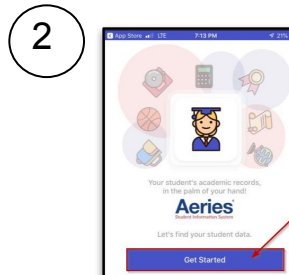 2
App Store LTE 7:13 PM 21%
Your student's academic records,
in the palm of your hand!
Aeries
Student Information System
Let's find your student data.
Get Started